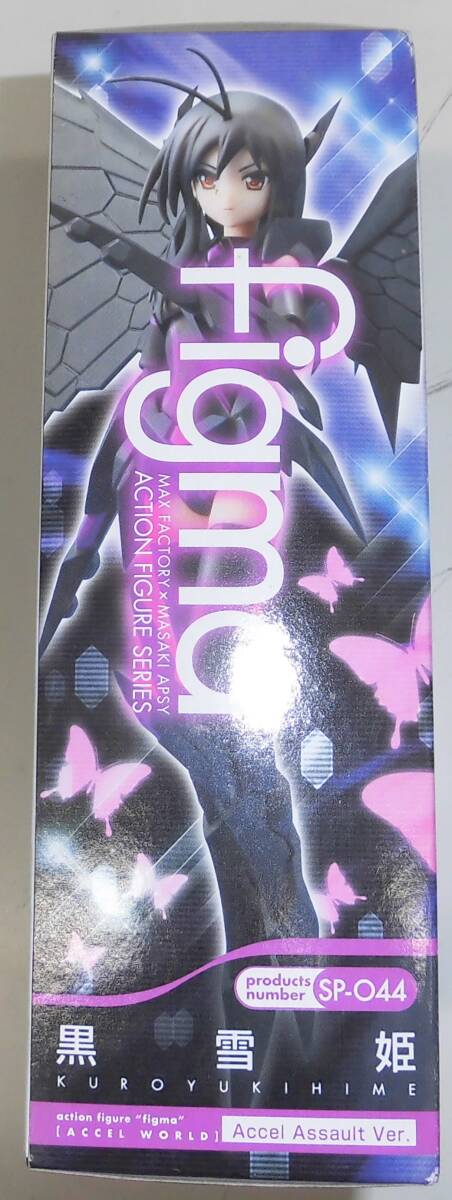 figma
MAX FACTORY×MASAKI APSY
ACTION FIGURE SERIES
products
number
SP-044
黒雪姫
KUROYUKIHIME
action figure "figma"
[ACCEL WORLD]
Accel Assault Ver.